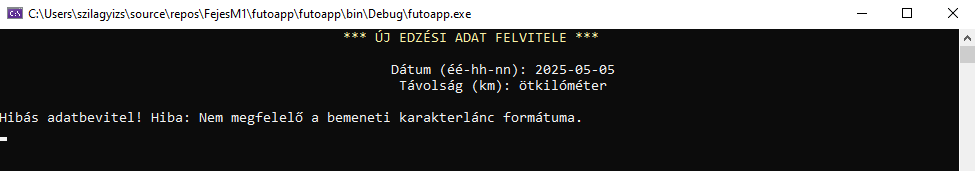 C:\Users\szilagyizs\source\repos\FejesM1\futoapp\futoapp\bin\Debug\futoapp.exe
*** ÚJ EDZÉSI ADAT FELVITELE ***
Dátum (éé-hh-nn): 2025-05-05
Távolság (km): ötkilóméter
Hibás adatbevitel! Hiba: Nem megfelelő a bemeneti karakterlánc formátuma.